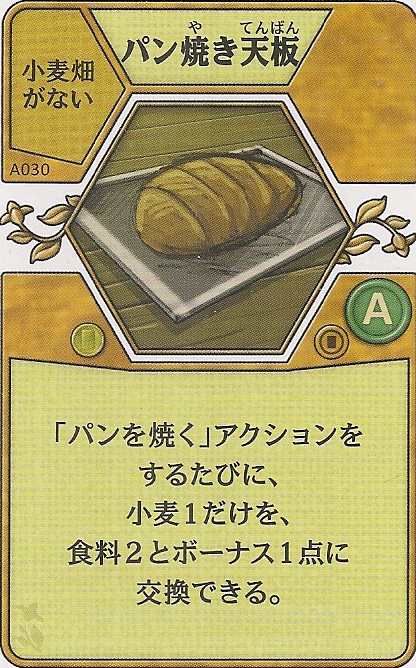 小麦畑
がない
パン焼き天板
や
てんぱん
A030
A
「パンを焼く」アクションを
するたびに、
小麦1だけを、
食料2とボーナス1点に
交換できる。